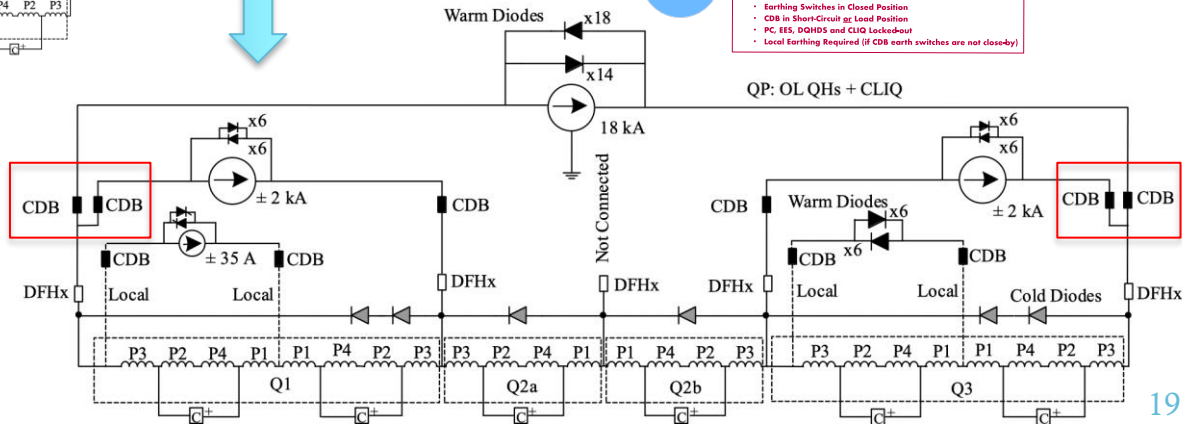 P4 P2 P3
C+
• Earthing Switches in Closed Position
• CDB in Short-Circuit or Load Position
• PC, EES, DQHDS and CLIQ Locked-out
• Local Earthing Required (if CDB earth switches are not close-by)
Warm Diodes
x18
x14
QP: OL QHs + CLIQ
18 kA
x6
x6
± 2 kA
CDB
CDB
CDB
± 35 A
CDB
CDB
DFHx
Local
Local
DFHx
Not Connected
DFHx
x6
x6
± 2 kA
CDB
CDB
CDB
Warm Diodes
x6
x6
CDB
CDB
DFHx
Local
Local
Cold Diodes
DFHx
P3 P2 P4 P1 P1 P4 P2 P3 P3 P2 P4 P1 P1 P4 P2 P3 P3 P2 P4 P1 P1 P4 P2 P3
Q1 Q2a Q2b Q3
C+ C+ C+ C+ C+ C+
19